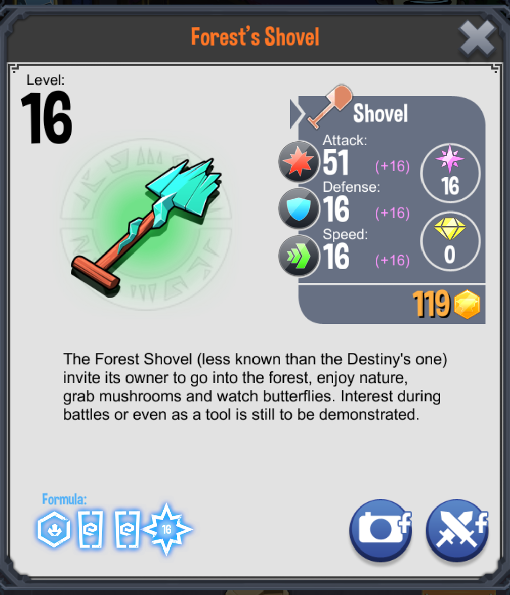 Forest's Shovel
Level:
16
Shovel
Attack:
51 (+16)
16
Defense:
16 (+16)
Speed:
16 (+16)
0
119
The Forest Shovel (less known than the Destiny's one)
invite its owner to go into the forest, enjoy nature,
grab mushrooms and watch butterflies. Interest during
battles or even as a tool is still to be demonstrated.
Formula:
16
f
f